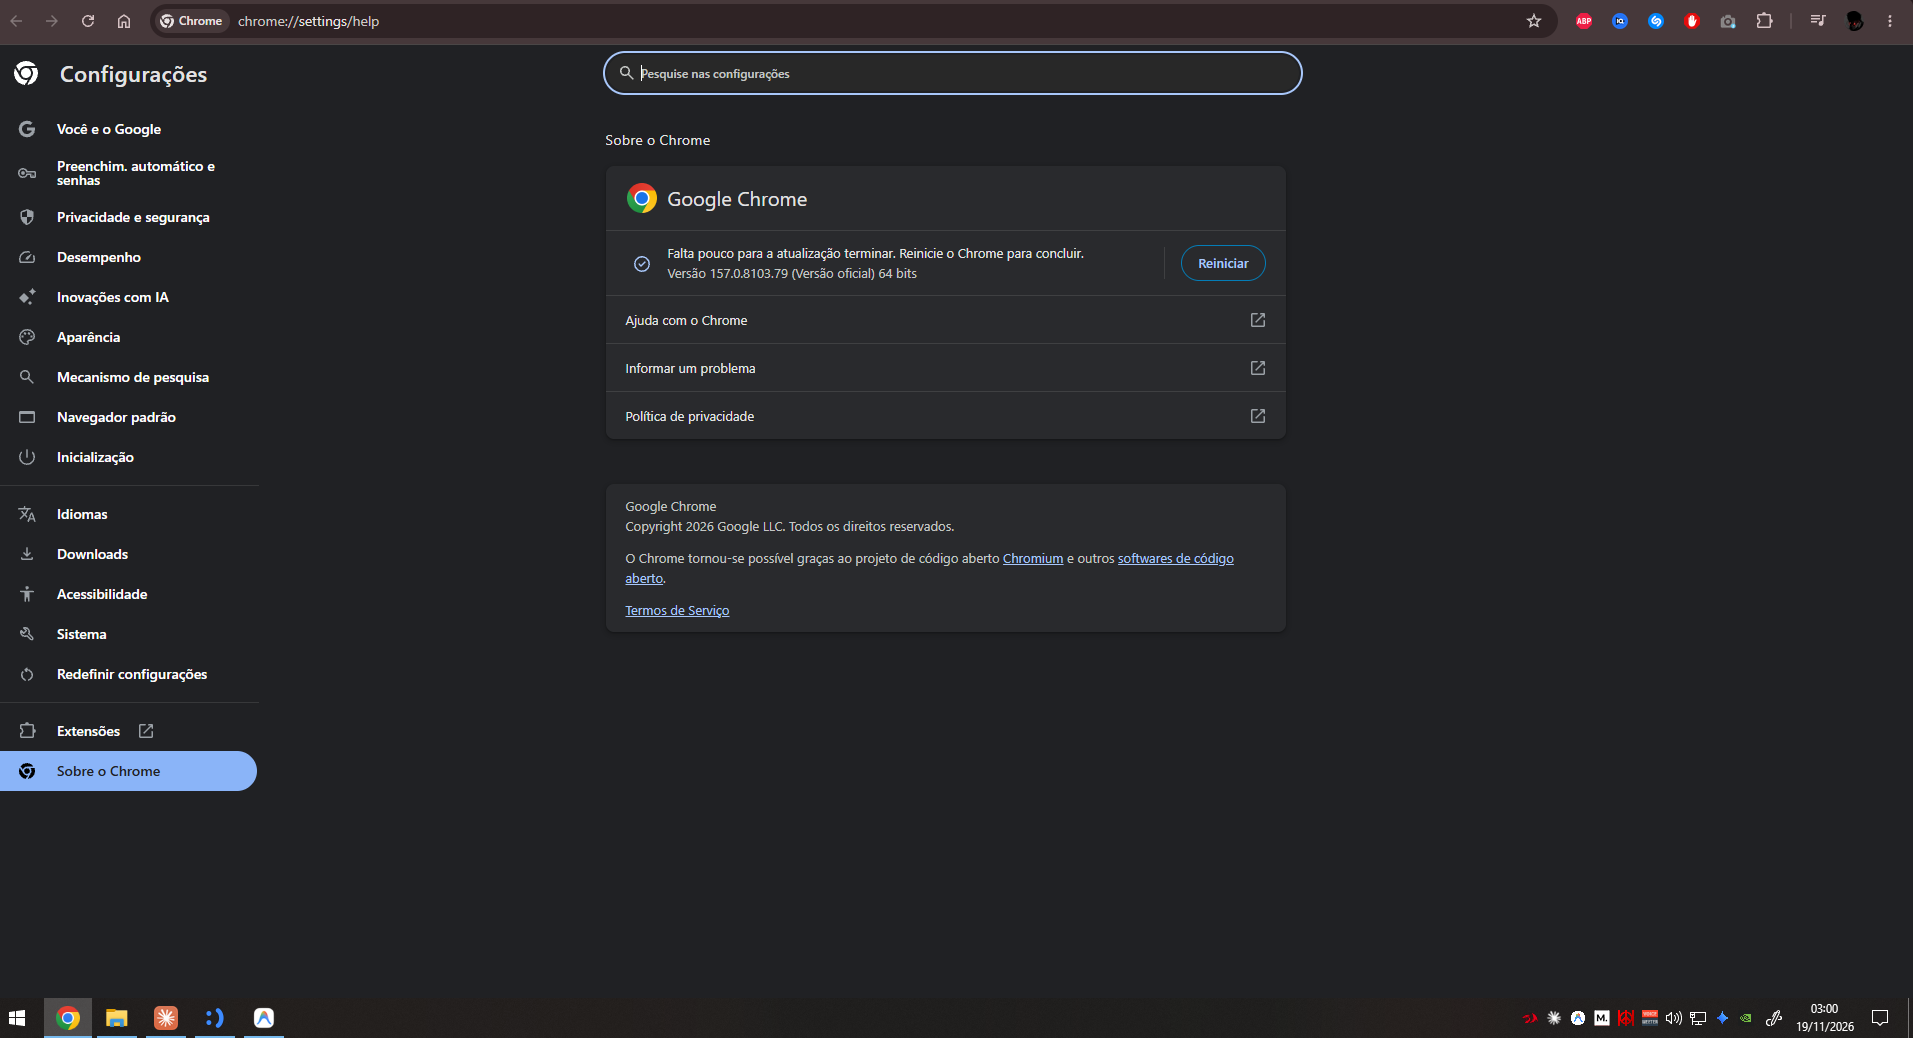 Chrome
chrome://settings/help
ABP
Configurações
Pesquise nas configurações
Você e o Google
Preenchim. automático e
senhas
Privacidade e segurança
Desempenho
Inovações com IA
Aparência
Mecanismo de pesquisa
Navegador padrão
Inicialização
Idiomas
Downloads
Acessibilidade
Sistema
Redefinir configurações
Extensões
Sobre o Chrome
Sobre o Chrome
Google Chrome
Falta pouco para a atualização terminar. Reinicie o Chrome para concluir.
Versão 157.0.8103.79 (Versão oficial) 64 bits
Reiniciar
Ajuda com o Chrome
Informar um problema
Política de privacidade
Google Chrome
Copyright 2026 Google LLC. Todos os direitos reservados.
O Chrome tornou-se possível graças ao projeto de código aberto Chromium e outros softwares de código
aberto.
Termos de Serviço
M.
03:00
19/11/2026